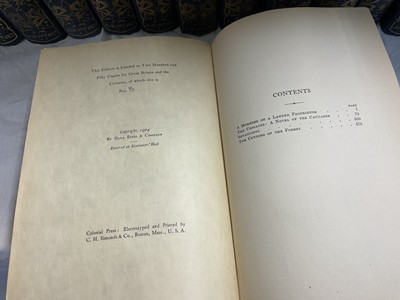 This Edition is Limited to Two Hundred and
Fifty Copies for Great Britain and the
Colonies, of which this is
No.
Copyright, 1904
By Dana Estes & Company
Entered at Stationers' Hall
Colonial Press: Electrotyped and Printed by
C. H. Simonds & Co., Boston, Mass., U. S. A.
CONTENTS
PAGE
A Morning of a Landed Proprietor
The Cossacks: A Novel of the Caucasus
Sevastopol
The Cutting of the Forest